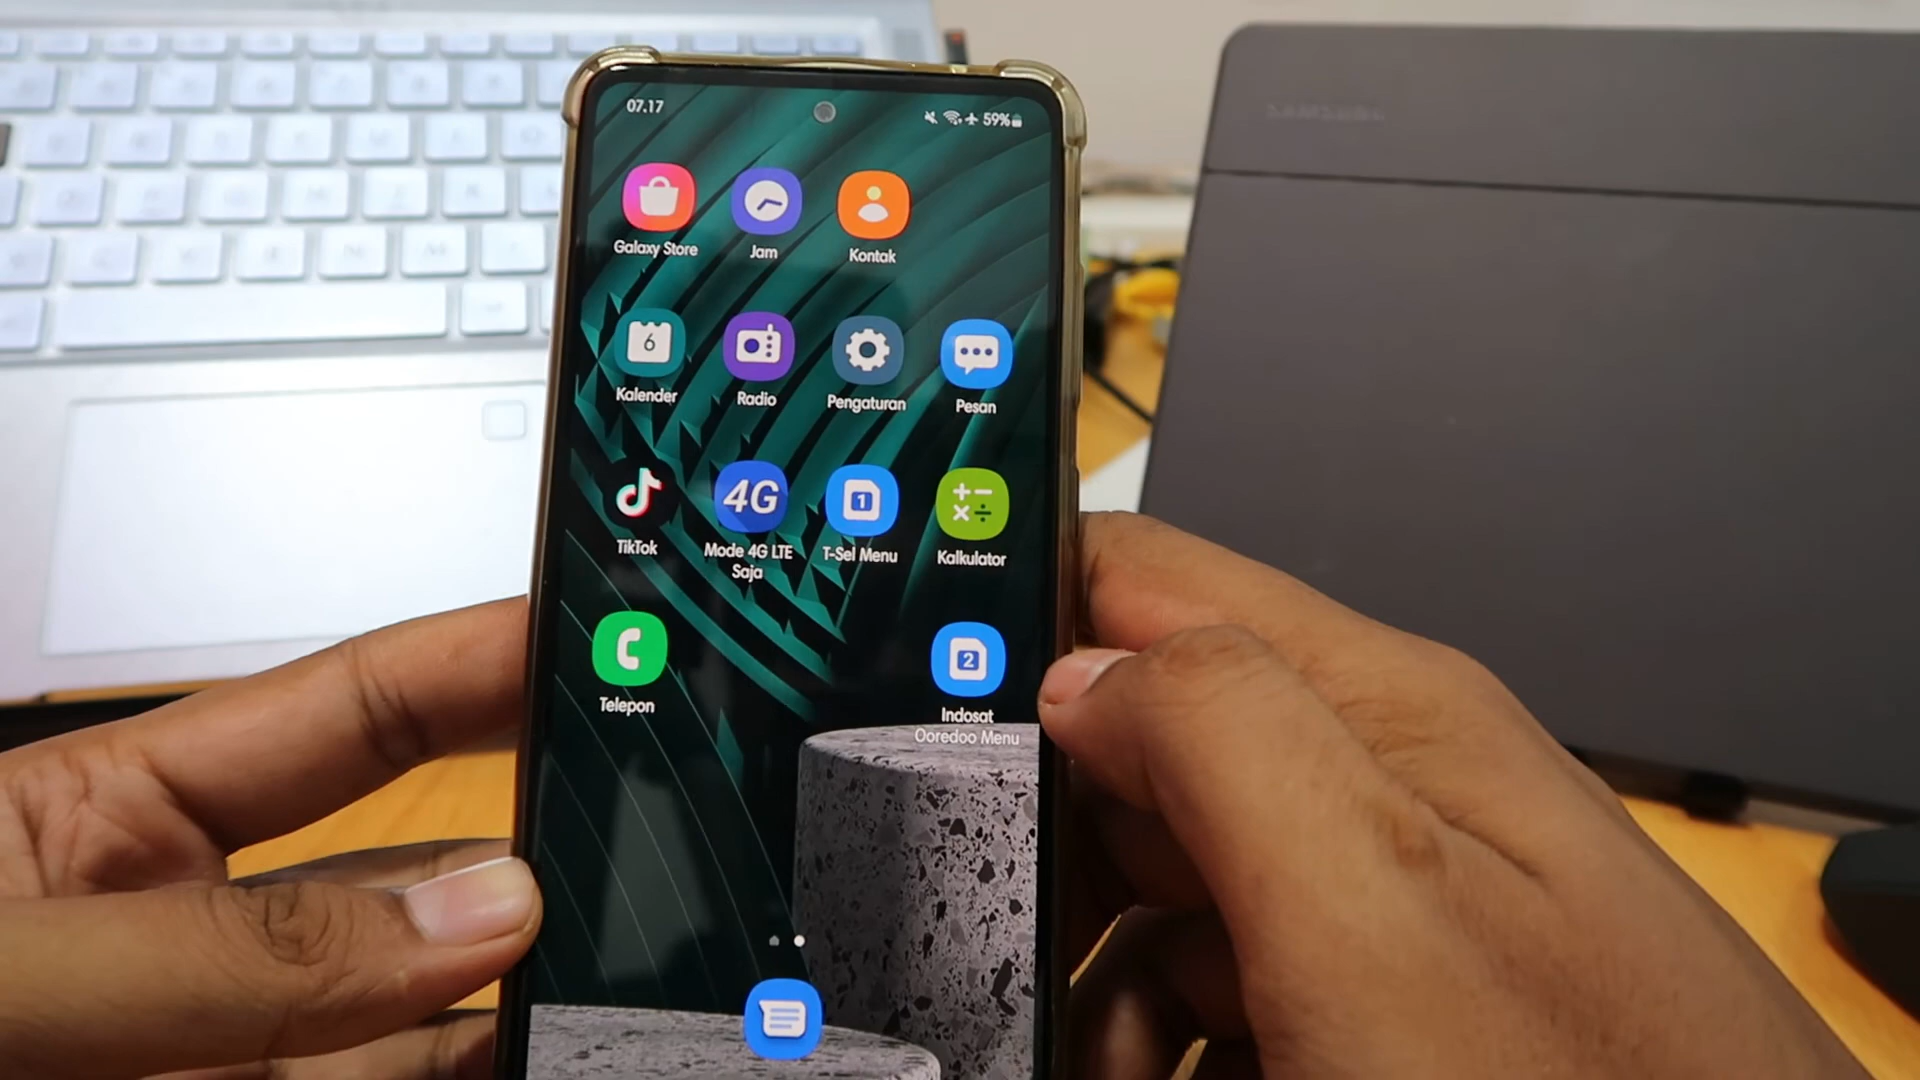 07.17
59%
SAMSUNG
Galaxy Store
Jam
Kontak
6
Kalender
Radio
Pengaturan
Pesan
4G
1
TikTok
Mode 4G LTE
Saja
T-Sel Menu
Kalkulator
2
Telepon
Indosat
Ooredoo Menu